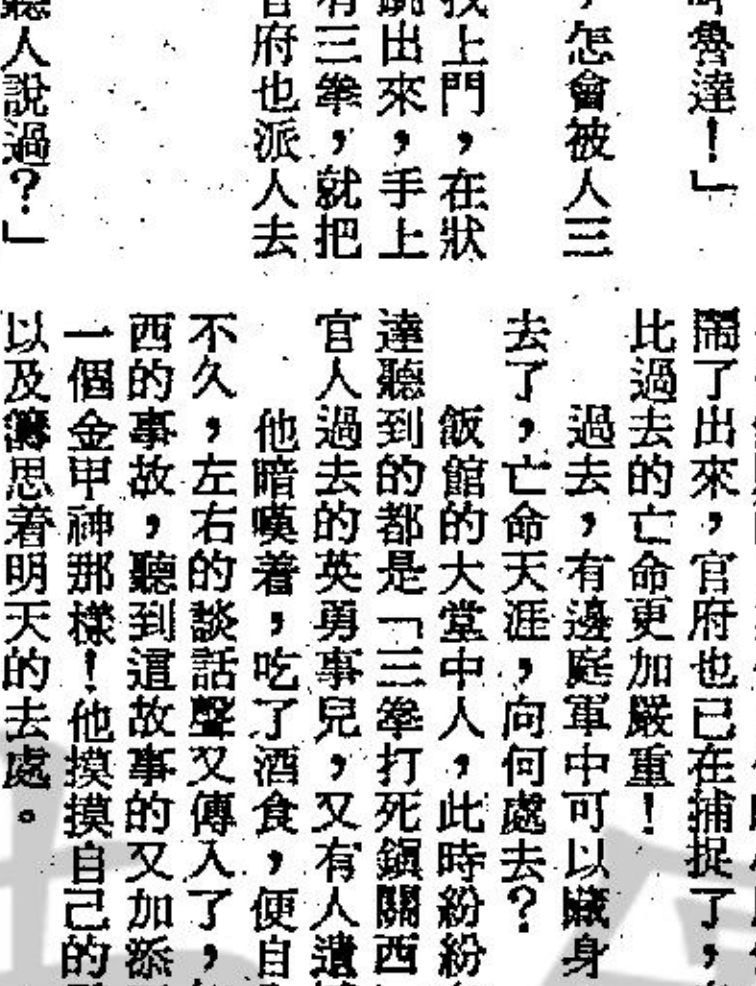 魯達！」
，怎會被人三
找上門，在狀
跳出來，手上
有三拳，就把
官府也派人去
聽人說過？」
鬧了出來，官府也已在捕捉了，
比過去的亡命更加嚴重！
過去，有邊庭軍中可以藏身
去了，亡命天涯，向何處去？
飯館的大堂中人，此時紛紛
達聽到的都是「三拳打死鎭關西
官人過去的英勇事兒，又有人遺
他暗嘆着，吃了酒食，便自
不久，左右的談話聲又傳入了，
西的事故，聽到這故事的又加添
一個金甲神那樣！他摸摸自己的
以及籌思着明天的去處。